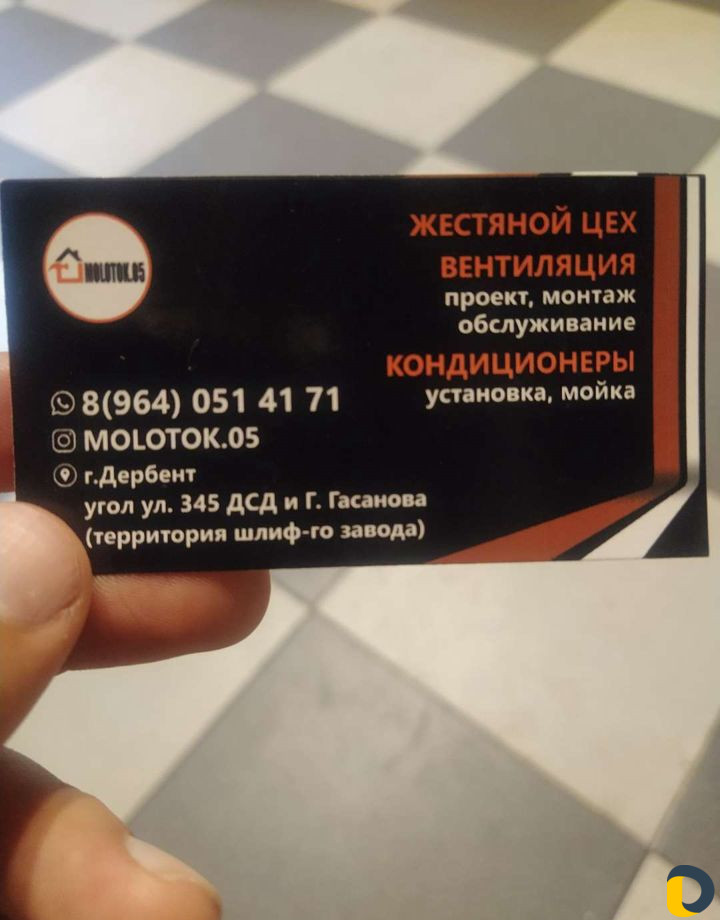 MOLOTOK.05
ЖЕСТЯНОЙ ЦЕХ
ВЕНТИЛЯЦИЯ
проект, монтаж
обслуживание
КОНДИЦИОНЕРЫ
установка, мойка
8(964) 051 41 71
MOLOTOK.05
г.Дербент
угол ул. 345 ДСД и Г. Гасанова
(территория шлиф-го завода)